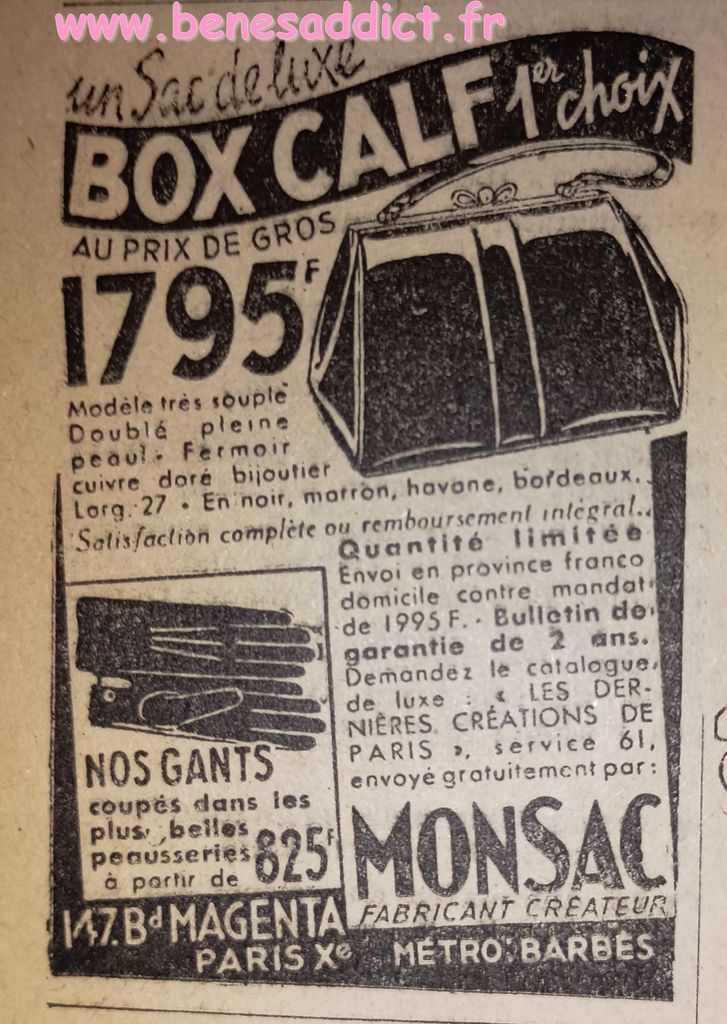 www.benesaddict.fr
un Sac de luxe
BOX CALF 1er choix
AU PRIX DE GROS
1795F
Modèle très souple
Doublé pleine
peau. - Fermoir
cuivre doré bijoutier
Larg. 27 - En noir, marron, havane, bordeaux.
Satisfaction complète ou remboursement intégral..
Quantité limitée
Envoi en province franco
domicile contre mandat
de 1995 F. - Bulletin de
garantie de 2 ans.
Demandez le catalogue
de luxe : « LES DER-
NIÈRES CRÉATIONS DE
PARIS », service 61,
envoyé gratuitement par :
NOS GANTS
coupés dans les
plus belles
peausseries
à partir de 825F
MONSAC
FABRICANT CRÉATEUR
147. Bd MAGENTA
PARIS Xe MÉTRO: BARBÈS